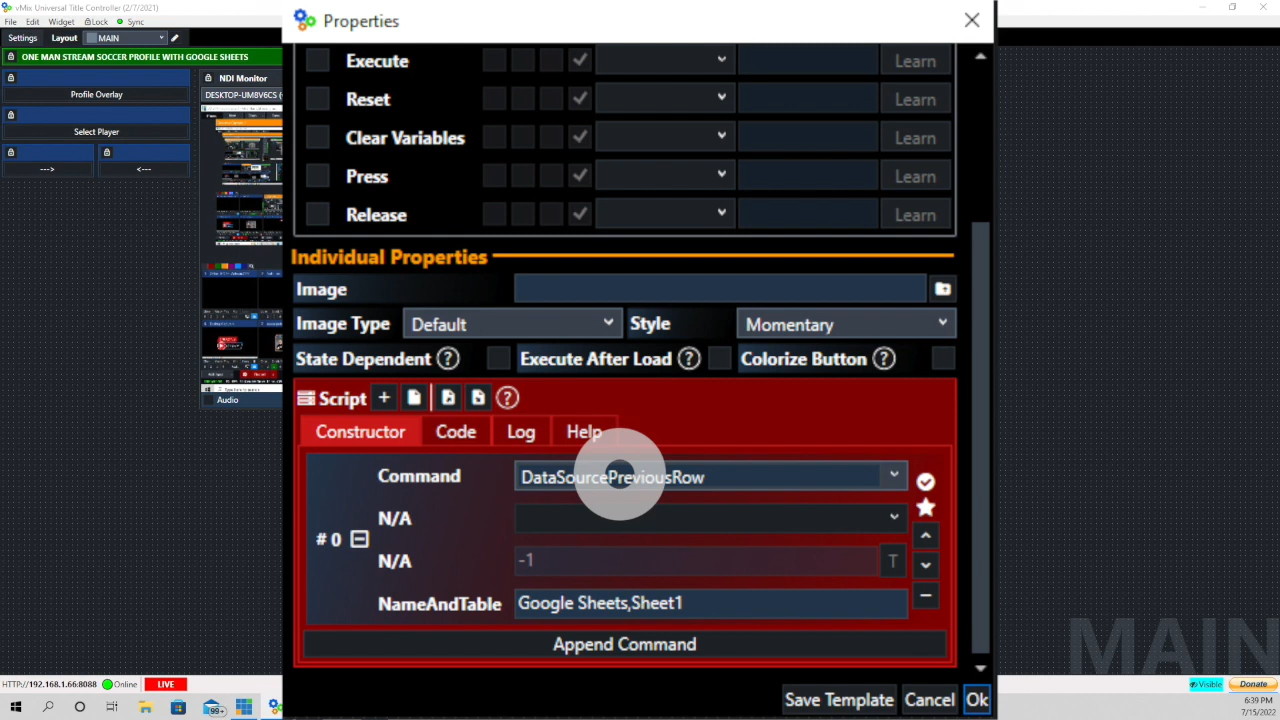 vMix Universal Title Controller (2/7/2021)
File Edit Widget Lock Sync
Settings Layout MAIN
ONE MAN STREAM SOCCER PROFILE WITH GOOGLE SHEETS
Profile Overlay
Select Player
---> <---
NDI Monitor
DESKTOP-UM8V6CS (
Audio
Properties
Execute Learn
Reset Learn
Clear Variables Learn
Press Learn
Release Learn
Individual Properties
Image
Image Type Default Style Momentary
State Dependent ? Execute After Load ? Colorize Button ?
Script + ?
Constructor Code Log Help
Command DataSourcePreviousRow
N/A
# 0
N/A -1 T
NameAndTable Google Sheets,Sheet1
Append Command
Save Template Cancel Ok
MAIN
HTTP://192.168.1.66:8088 Online LIVE
Visible Donate
99+
6:39 PM
7/15/2022